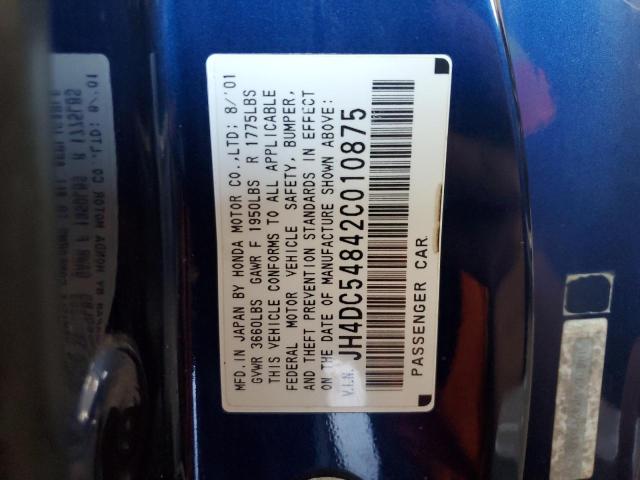 MFD. IN JAPAN BY HONDA MOTOR CO.,LTD; 8/'01
GVWR 3660LBS GAWR F 1950LBS R 1775LBS
THIS VEHICLE CONFORMS TO ALL APPLICABLE
FEDERAL MOTOR VEHICLE SAFETY, BUMPER,
AND THEFT PREVENTION STANDARDS IN EFFECT
ON THE DATE OF MANUFACTURE SHOWN ABOVE:
V.I.N. JH4DC54842C010875
PASSENGER CAR